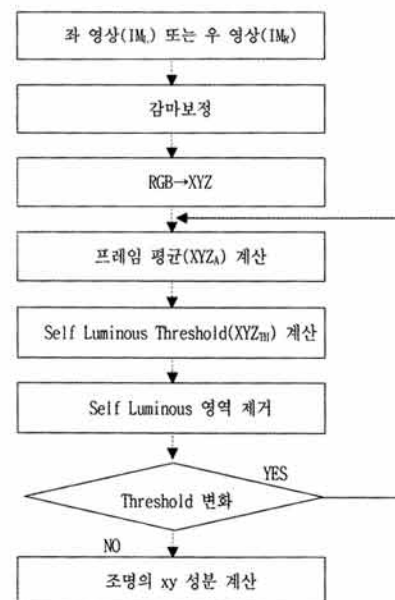 좌 영상(IM_L) 또는 우 영상(IM_R)
감마보정
RGB→XYZ
프레임 평균(XYZ_A) 계산
Self Luminous Threshold(XYZ_TH) 계산
Self Luminous 영역 제거
YES
Threshold 변화
NO
조명의 xy 성분 계산